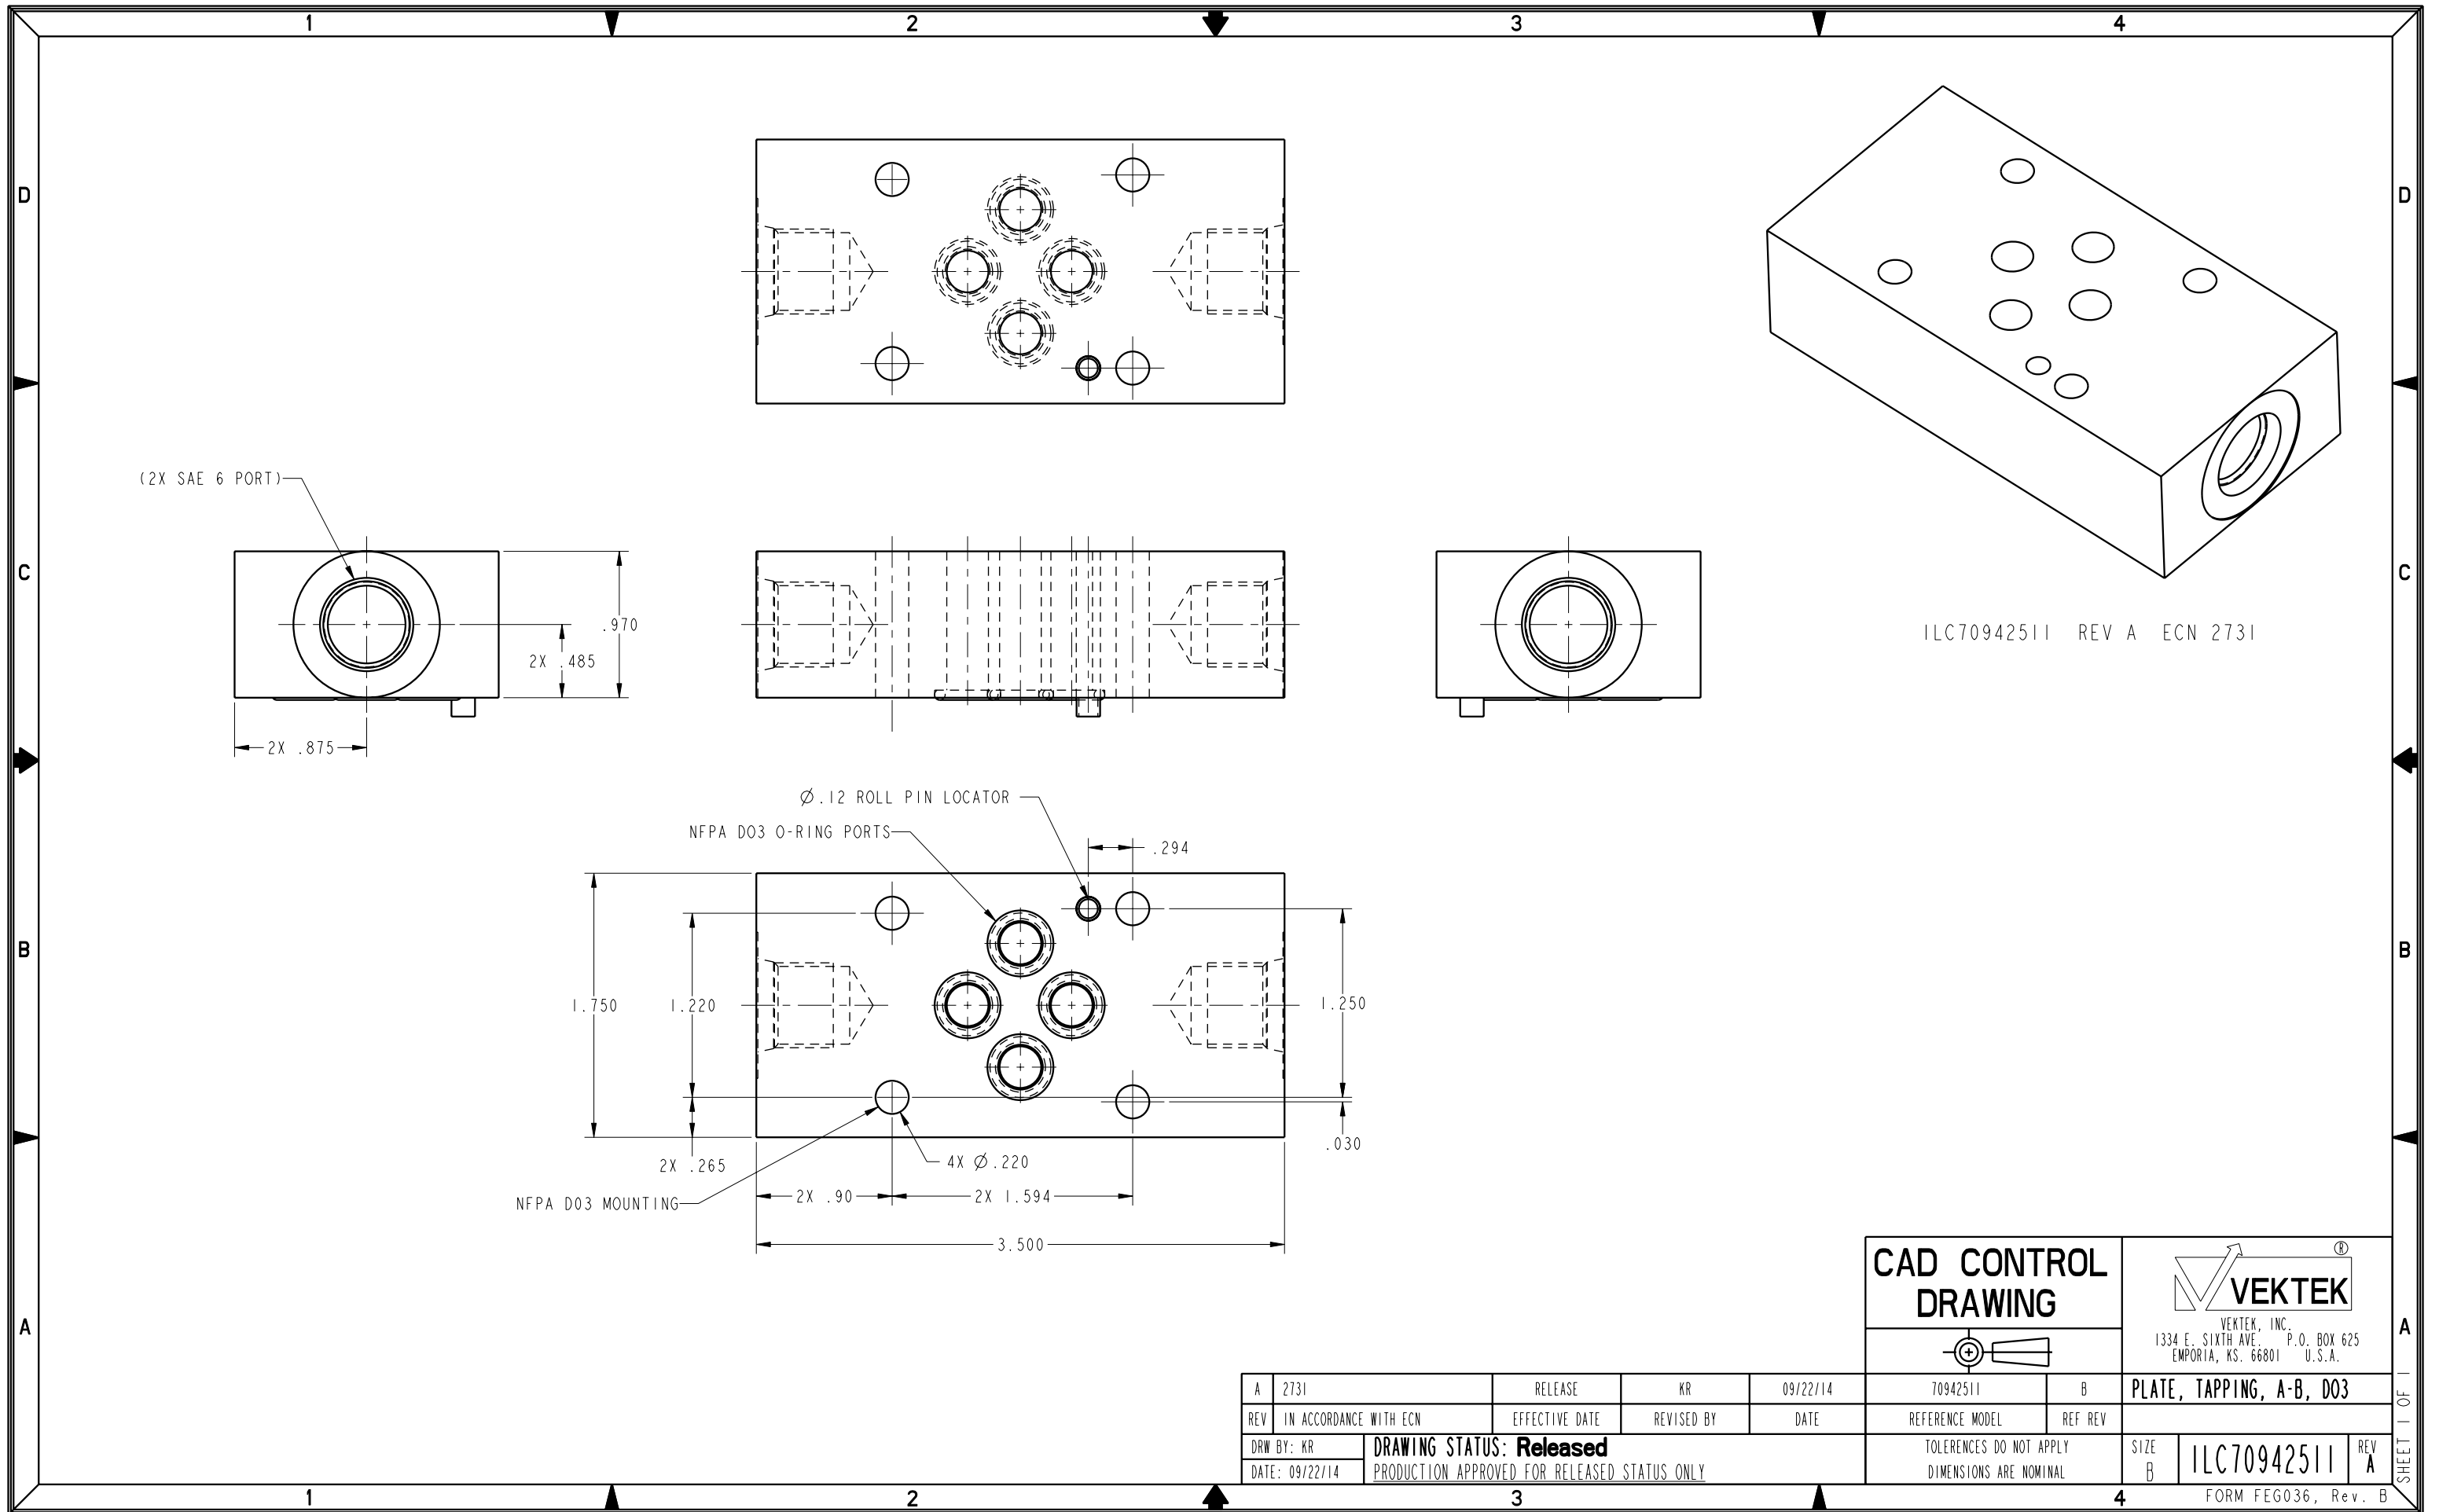 1 2 3 4
D D
(2X SAE 6 PORT)
C C
.970
2X .485
2X .875
ILC70942511 REV A ECN 2731
Ø.12 ROLL PIN LOCATOR
NFPA D03 O-RING PORTS
.294
B B
1.750
1.220
1.250
.030
2X .265
4X Ø.220
NFPA D03 MOUNTING
2X .90
2X 1.594
3.500
A A
CAD CONTROL
DRAWING
®
VEKTEK
VEKTEK, INC.
1334 E. SIXTH AVE. P.O. BOX 625
EMPORIA, KS. 66801 U.S.A.
A 2731 RELEASE KR 09/22/14 70942511 B PLATE, TAPPING, A-B, D03
REV IN ACCORDANCE WITH ECN EFFECTIVE DATE REVISED BY DATE REFERENCE MODEL REF REV
DRW BY: KR
DATE: 09/22/14
DRAWING STATUS: Released
PRODUCTION APPROVED FOR RELEASED STATUS ONLY
TOLERENCES DO NOT APPLY
DIMENSIONS ARE NOMINAL
SIZE
B
ILC70942511
REV
A
SHEET 1 OF 1
FORM FEG036, Rev. B
1 2 3 4